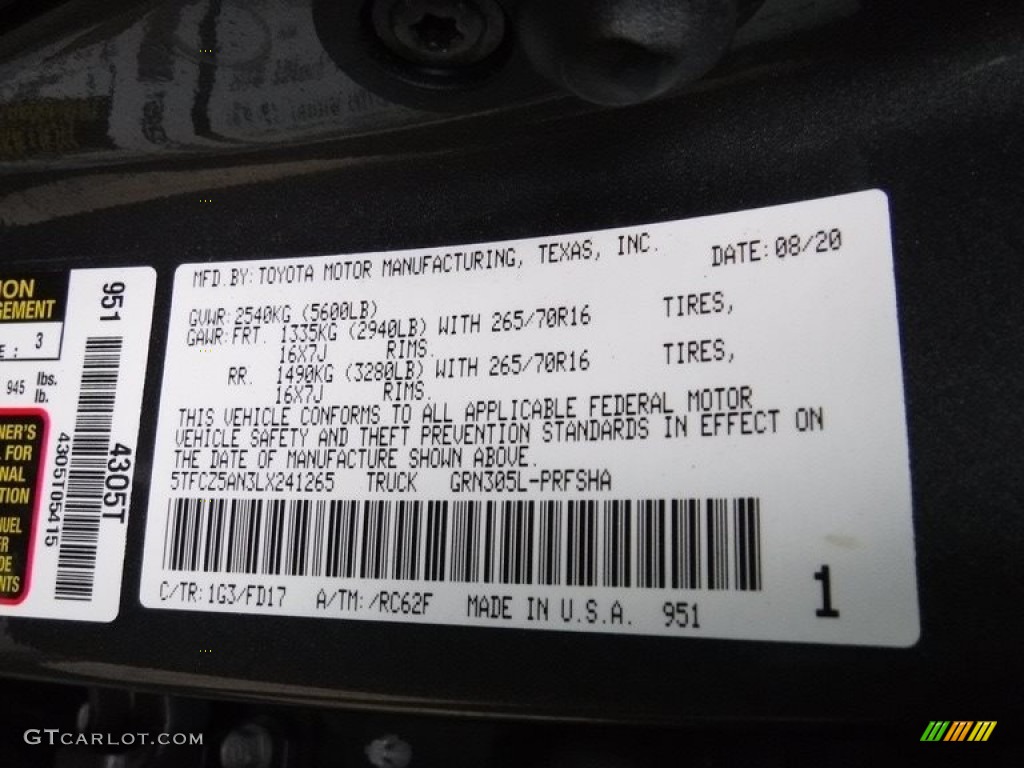 MFD.BY:TOYOTA MOTOR MANUFACTURING, TEXAS, INC. DATE:08/20
GVWR:2540KG (5600LB)
GAWR:FRT. 1335KG (2940LB) WITH 265/70R16 TIRES,
16X7J RIMS.
RR. 1490KG (3280LB) WITH 265/70R16 TIRES,
16X7J RIMS.
THIS VEHICLE CONFORMS TO ALL APPLICABLE FEDERAL MOTOR
VEHICLE SAFETY AND THEFT PREVENTION STANDARDS IN EFFECT ON
THE DATE OF MANUFACTURE SHOWN ABOVE.
5TFCZ5AN3LX241265 TRUCK GRN305L-PRFSHA
C/TR:1G3/FD17 A/TM:/RC62F MADE IN U.S.A. 951
1
951
4305T
4305T05415
ION
GEMENT
E : 3
945 lbs.
lb.
NER'S
FOR
NAL
TION
UEL
ER
DE
NTS
GTCARLOT.COM